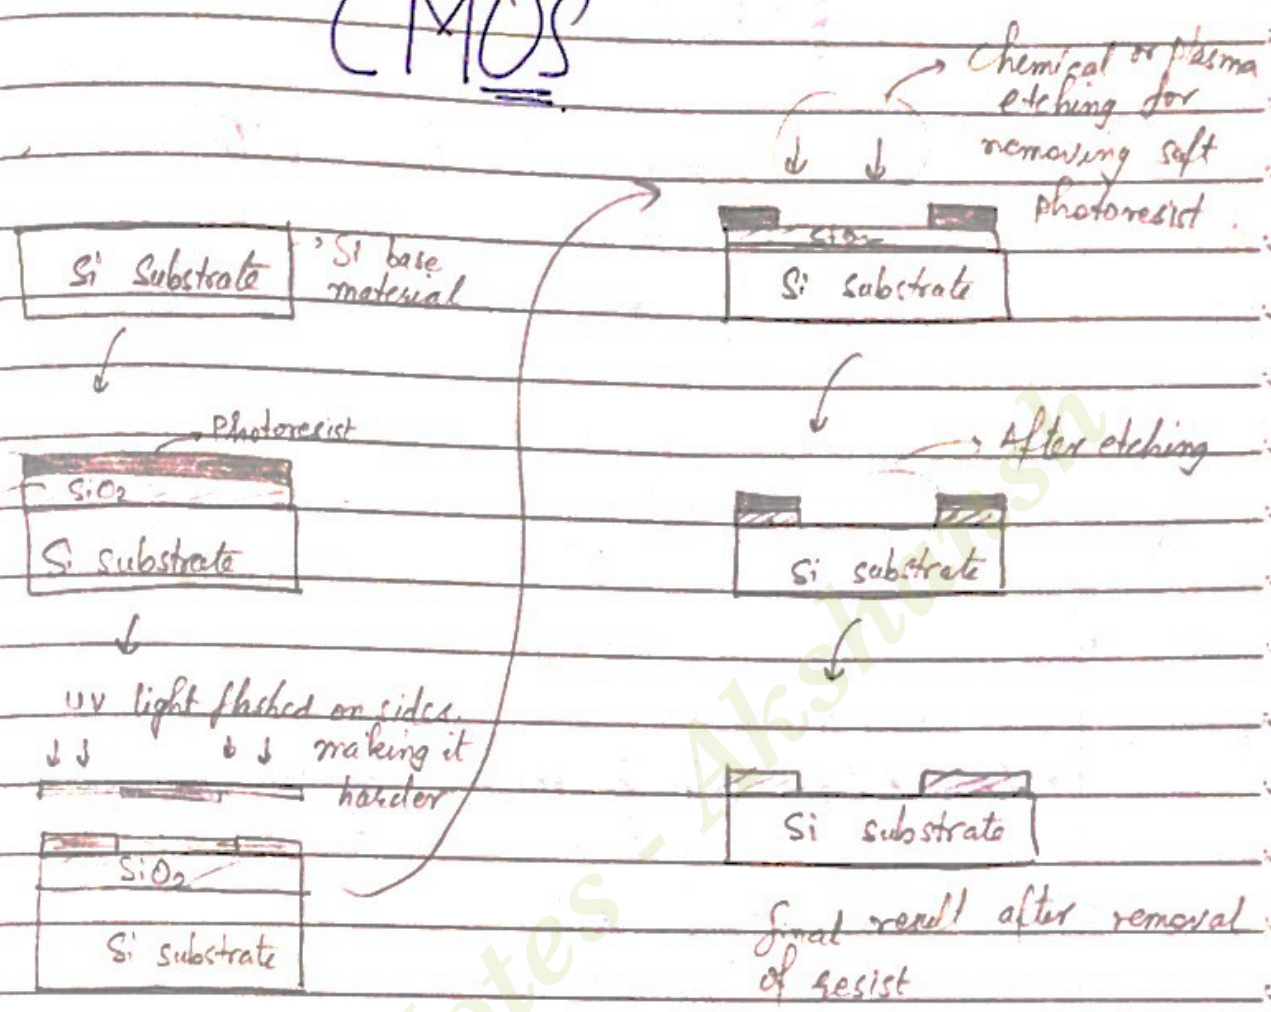 CMOS
Si Substrate
Si base
material
Photoresist
SiO2
Si substrate
UV light flashed on sides.
making it
harder
SiO2
Si substrate
Chemical or plasma
etching for
removing soft
photoresist.
SiO2
Si substrate
After etching
Si substrate
Si substrate
final result after removal
of resist
Notes - Akshansh